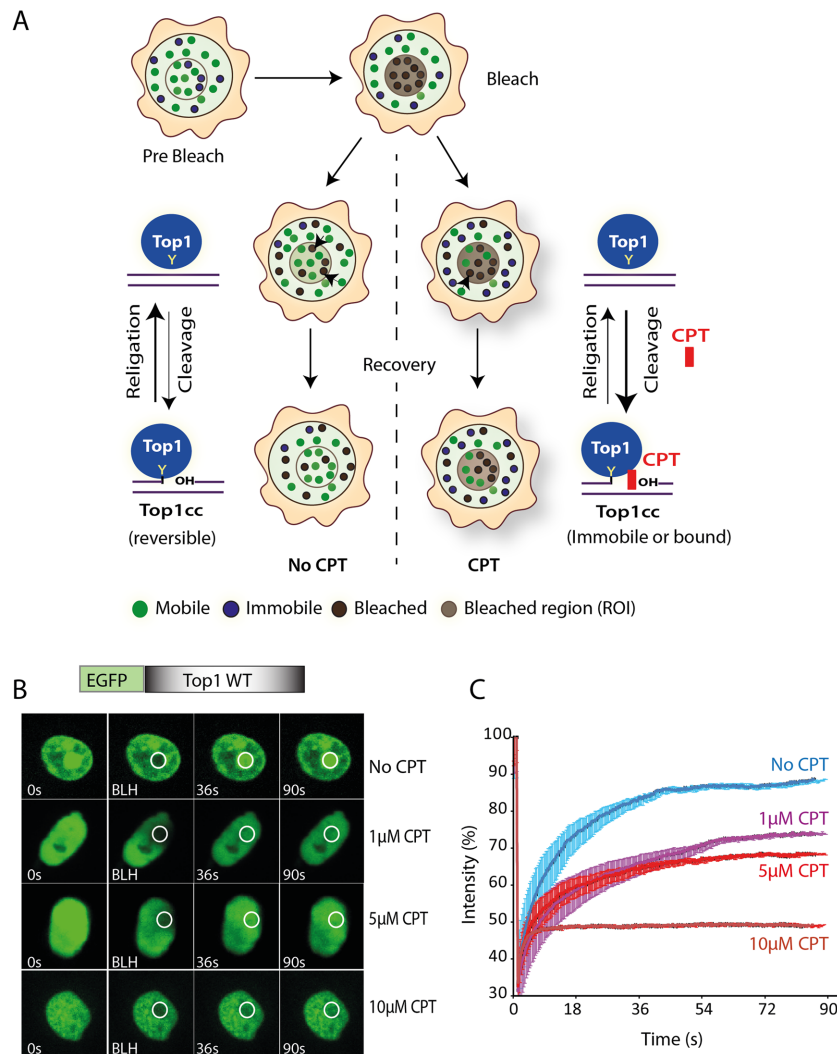 A
Pre Bleach
Bleach
Top1
Y
Religation
Cleavage
Top1
Y
OH
Top1cc
(reversible)
Recovery
No CPT
CPT
Top1
Y
Religation
Cleavage
CPT
Top1
Y
CPT
OH
Top1cc
(Immobile or bound)
Mobile
Immobile
Bleached
Bleached region (ROI)
B
EGFP
Top1 WT
0s
BLH
36s
90s
No CPT
0s
BLH
36s
90s
1µM CPT
0s
BLH
36s
90s
5µM CPT
0s
BLH
36s
90s
10µM CPT
C
Intensity (%)
100
90
80
70
60
50
40
30
0
18
36
54
72
90
Time (s)
No CPT
1µM CPT
5µM CPT
10µM CPT